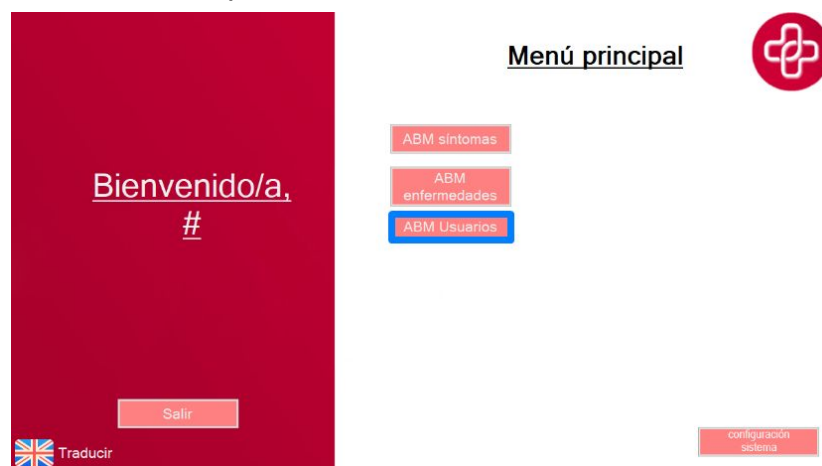 Menú principal
Bienvenido/a,
#
ABM síntomas
ABM
enfermedades
ABM Usuarios
Salir
Traducir
configuración
sistema